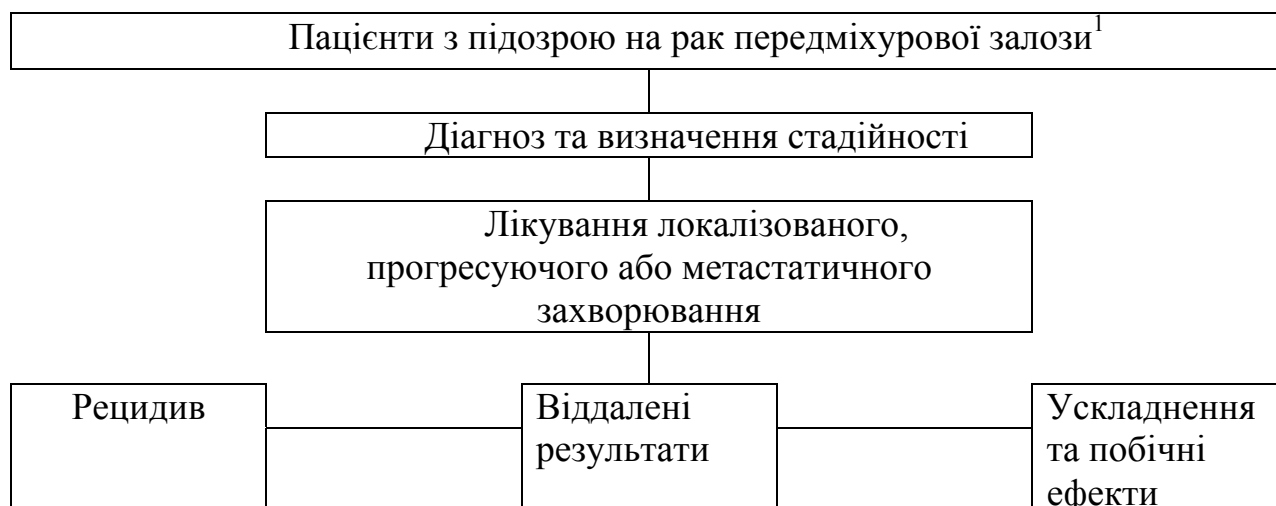 Пацієнти з підозрою на рак передміхурової залози1
Діагноз та визначення стадійності
Лікування локалізованого,
прогресуючого або метастатичного
захворювання
Рецидив
Віддалені
результати
Ускладнення
та побічні
ефекти